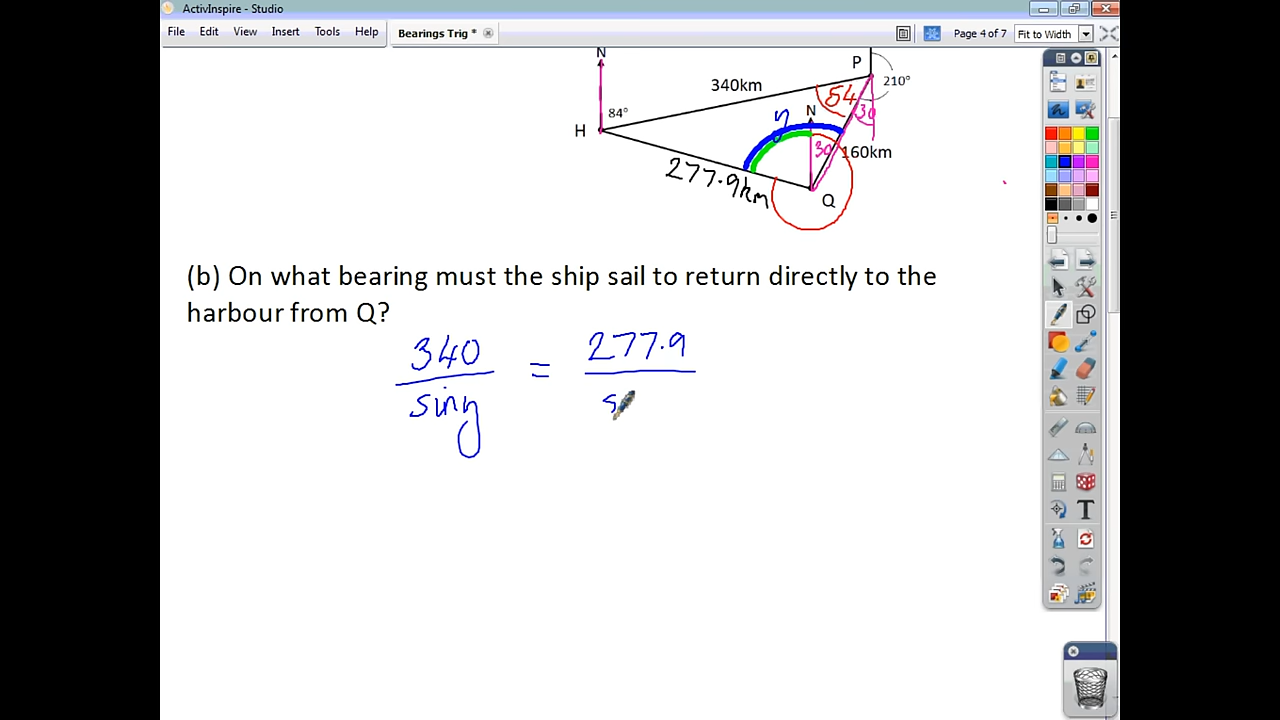 ActivInspire - Studio
File Edit View Insert Tools Help Bearings Trig * Page 4 of 7 Fit to Width
N
P
340km
210°
84°
54
N
30
H
y
30
160km
277.9km
Q
(b) On what bearing must the ship sail to return directly to the
harbour from Q?
340 = 277.9
sin y s
T